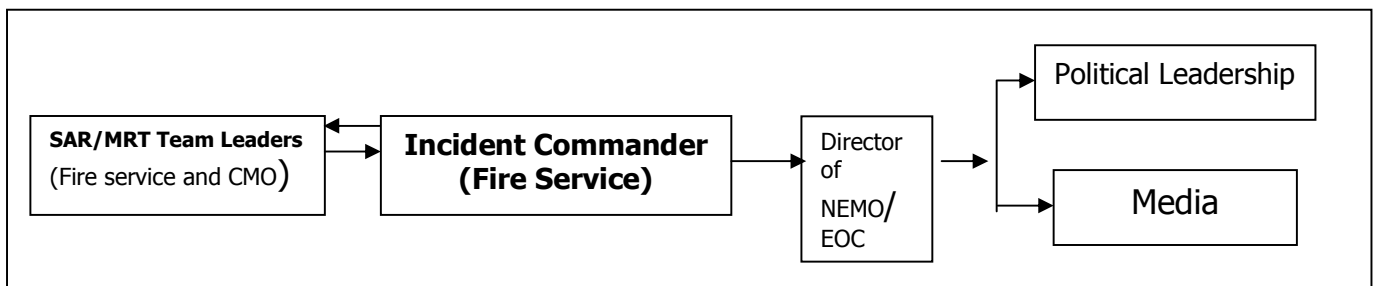 SAR/MRT Team Leaders
(Fire service and CMO)
Incident Commander
(Fire Service)
Director
of
NEMO/
EOC
Political Leadership
Media